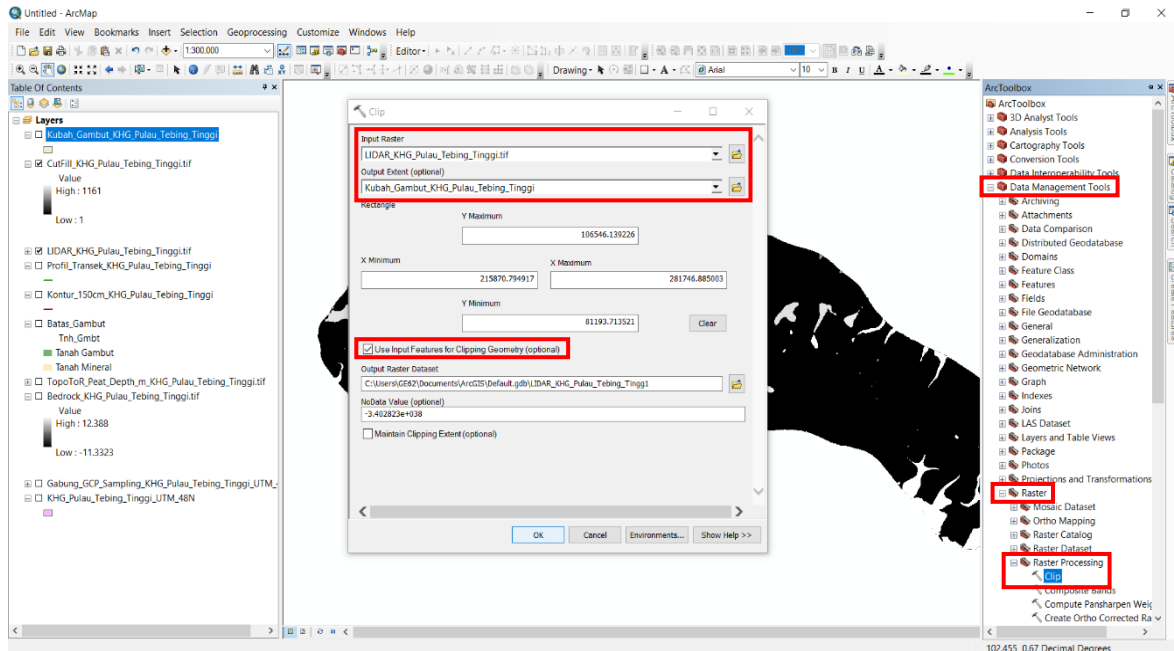 Untitled - ArcMap
File Edit View Bookmarks Insert Selection Geoprocessing Customize Windows Help
1:300.000
Editor
Drawing
Arial
10
B I U A
Table Of Contents
Layers
Kubah_Gambut_KHG_Pulau_Tebing_Tinggi
CutFill_KHG_Pulau_Tebing_Tinggi.tif
Value
High : 1161
Low : 1
LIDAR_KHG_Pulau_Tebing_Tinggi.tif
Profil_Transek_KHG_Pulau_Tebing_Tinggi
Kontur_150cm_KHG_Pulau_Tebing_Tinggi
Batas_Gambut
Tnh_Gmbt
Tanah Gambut
Tanah Mineral
TopoToR_Peat_Depth_m_KHG_Pulau_Tebing_Tinggi.tif
Bedrock_KHG_Pulau_Tebing_Tinggi.tif
Value
High : 12.388
Low : -11.3323
Gabung_GCP_Sampling_KHG_Pulau_Tebing_Tinggi_UTM_
KHG_Pulau_Tebing_Tinggi_UTM_48N
Clip
Input Raster
LIDAR_KHG_Pulau_Tebing_Tinggi.tif
Output Extent (optional)
Kubah_Gambut_KHG_Pulau_Tebing_Tinggi
Rectangle
Y Maximum
106546.139226
X Minimum
X Maximum
215870.794917
281746.885003
Y Minimum
81193.713521
Clear
Use Input Features for Clipping Geometry (optional)
Output Raster Dataset
C:\Users\GE62\Documents\ArcGIS\Default.gdb\LIDAR_KHG_Pulau_Tebing_Tingg1
NoData Value (optional)
-3.402823e+038
Maintain Clipping Extent (optional)
OK
Cancel
Environments...
Show Help >>
ArcToolbox
ArcToolbox
3D Analyst Tools
Analysis Tools
Cartography Tools
Conversion Tools
Data Interoperability Tools
Data Management Tools
Archiving
Attachments
Data Comparison
Distributed Geodatabase
Domains
Feature Class
Features
Fields
File Geodatabase
General
Generalization
Geodatabase Administration
Geometric Network
Graph
Indexes
Joins
LAS Dataset
Layers and Table Views
Package
Photos
Projections and Transformations
Raster
Mosaic Dataset
Ortho Mapping
Raster Catalog
Raster Dataset
Raster Processing
Clip
Composite Bands
Compute Pansharpen Weig
Create Ortho Corrected Ra
102.455 0.67 Decimal Degrees